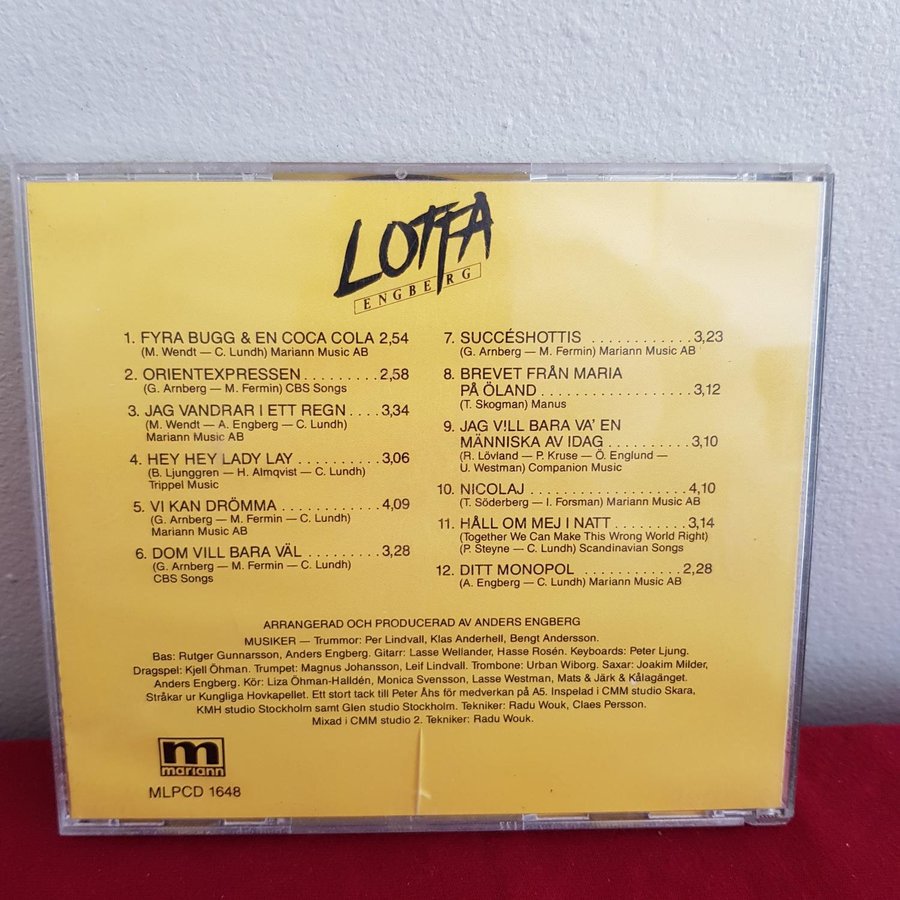 LOTTA
ENGBERG
1. FYRA BUGG & EN COCA COLA 2,54
(M. Wendt — C. Lundh) Mariann Music AB
2. ORIENTEXPRESSEN .........2,58
(G. Arnberg — M. Fermin) CBS Songs
3. JAG VANDRAR I ETT REGN ....3,34
(M. Wendt — A. Engberg — C. Lundh)
Mariann Music AB
4. HEY HEY LADY LAY ..........3,06
(B. Ljunggren — H. Almqvist — C. Lundh)
Trippel Music
5. VI KAN DRÖMMA ............4,09
(G. Arnberg — M. Fermin — C. Lundh)
Mariann Music AB
6. DOM VILL BARA VÄL .........3,28
(G. Arnberg — M. Fermin — C. Lundh)
CBS Songs
7. SUCCÉSHOTTIS ............3,23
(G. Arnberg — M. Fermin) Mariann Music AB
8. BREVET FRÅN MARIA
PÅ ÖLAND ..................3,12
(T. Skogman) Manus
9. JAG V!LL BARA VA' EN
MÄNNISKA AV IDAG ..........3,10
(R. Lövland — P. Kruse — Ö. Englund —
U. Westman) Companion Music
10. NICOLAJ ..................4,10
(T. Söderberg — I. Forsman) Mariann Music AB
11. HÅLL OM MEJ I NATT .........3,14
(Together We Can Make This Wrong World Right)
(P. Steyne — C. Lundh) Scandinavian Songs
12. DITT MONOPOL ............2,28
(A. Engberg — C. Lundh) Mariann Music AB
ARRANGERAD OCH PRODUCERAD AV ANDERS ENGBERG
MUSIKER — Trummor: Per Lindvall, Klas Anderhell, Bengt Andersson.
Bas: Rutger Gunnarsson, Anders Engberg. Gitarr: Lasse Wellander, Hasse Rosén. Keyboards: Peter Ljung.
Dragspel: Kjell Öhman. Trumpet: Magnus Johansson, Leif Lindvall. Trombone: Urban Wiborg. Saxar: Joakim Milder,
Anders Engberg. Kör: Liza Öhman-Halldén, Monica Svensson, Lasse Westman, Mats & Järk & Kålagänget.
Stråkar ur Kungliga Hovkapellet. Ett stort tack till Peter Åhs för medverkan på A5. Inspelad i CMM studio Skara,
KMH studio Stockholm samt Glen studio Stockholm. Tekniker: Radu Wouk, Claes Persson.
Mixad i CMM studio 2. Tekniker: Radu Wouk.
m
mariann
MLPCD 1648